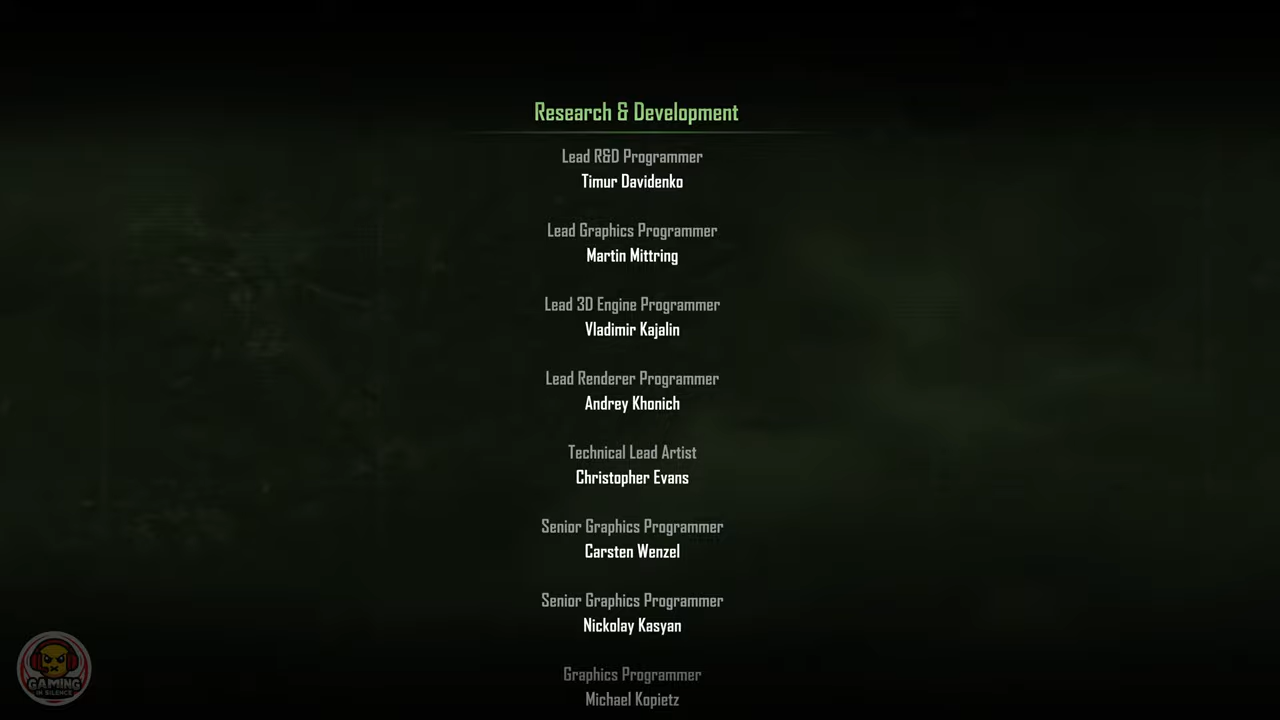 Research & Development
Lead R&D Programmer
Timur Davidenko
Lead Graphics Programmer
Martin Mittring
Lead 3D Engine Programmer
Vladimir Kajalin
Lead Renderer Programmer
Andrey Khonich
Technical Lead Artist
Christopher Evans
Senior Graphics Programmer
Carsten Wenzel
Senior Graphics Programmer
Nickolay Kasyan
Graphics Programmer
Michael Kopietz
GAMING
IN SILENCE